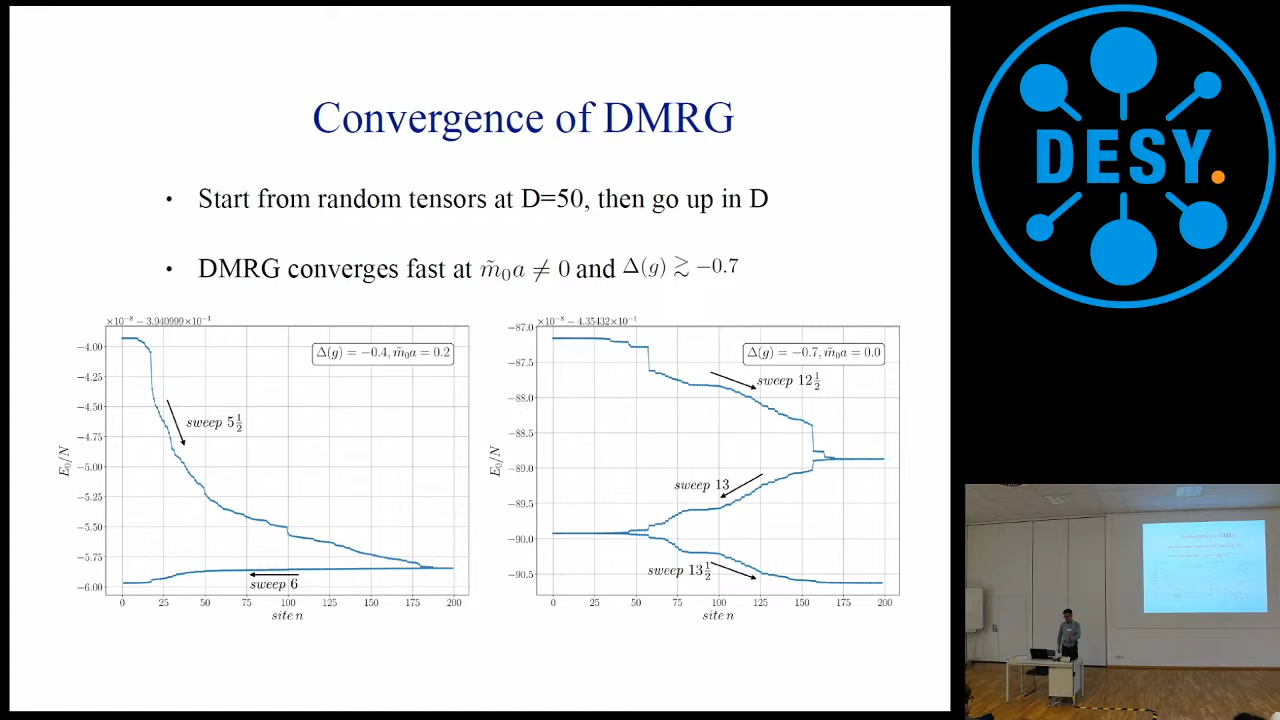 Convergence of DMRG
• Start from random tensors at D=50, then go up in D
• DMRG converges fast at m̃₀a ≠ 0 and Δ(g) ≳ −0.7
×10⁻⁸ − 3.940999×10⁻¹
Δ(g) = −0.4, m̃₀a = 0.2
−4.00
−4.25
−4.50
−4.75
−5.00
−5.25
−5.50
−5.75
−6.00
E₀/N
sweep 5½
sweep 6
0 25 50 75 100 125 150 175 200
site n
×10⁻⁸ − 4.35432×10⁻¹
Δ(g) = −0.7, m̃₀a = 0.0
−87.0
−87.5
−88.0
−88.5
−89.0
−89.5
−90.0
−90.5
E₀/N
sweep 12½
sweep 13
sweep 13½
0 25 50 75 100 125 150 175 200
site n
DESY.